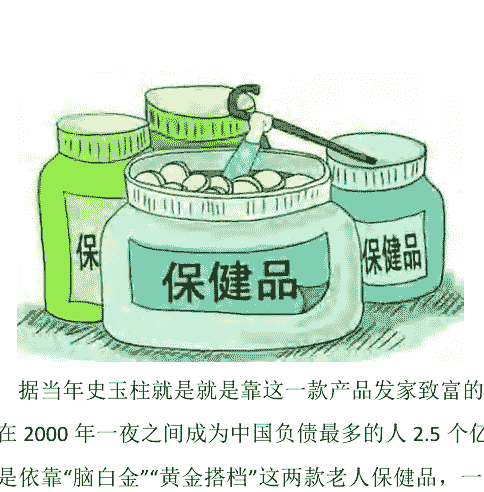 保健品
保
保健品
据当年史玉柱就是就是靠这一款产品发家致富的
在 2000 年一夜之间成为中国负债最多的人 2.5 个亿
是依靠“脑白金”“黄金搭档”这两款老人保健品，一